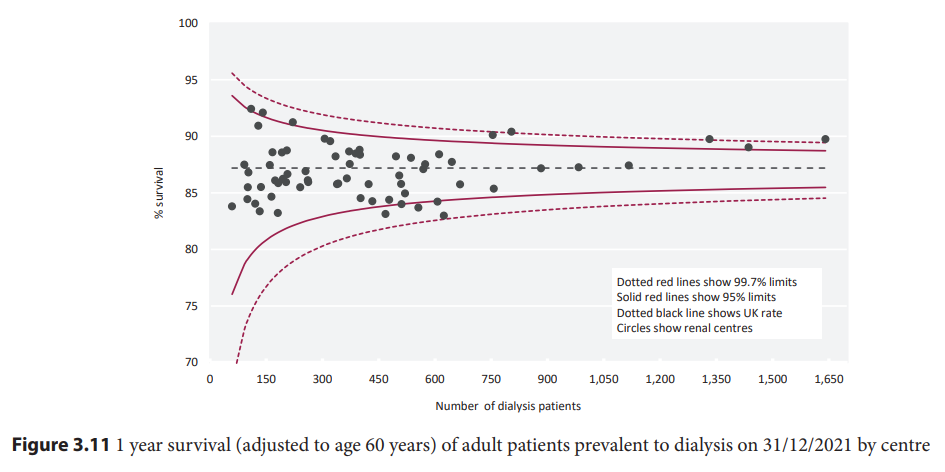 100
95
90
85
80
75
70
% survival
Dotted red lines show 99.7% limits
Solid red lines show 95% limits
Dotted black line shows UK rate
Circles show renal centres
0 150 300 450 600 750 900 1,050 1,200 1,350 1,500 1,650
Number of dialysis patients
Figure 3.11 1 year survival (adjusted to age 60 years) of adult patients prevalent to dialysis on 31/12/2021 by centre